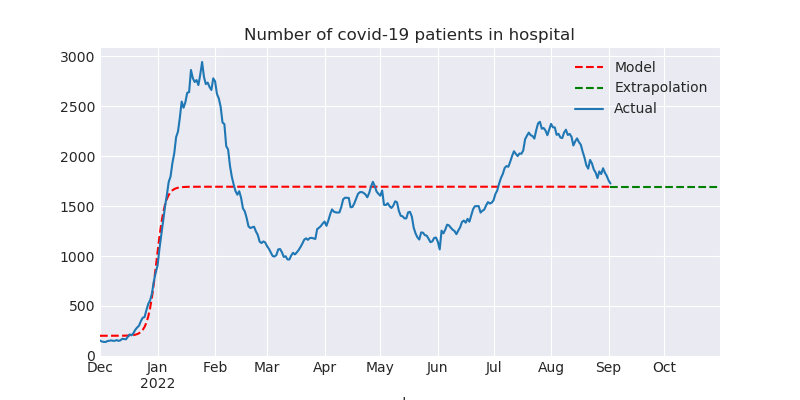 Number of covid-19 patients in hospital
3000
2500
2000
1500
1000
500
0
Model
Extrapolation
Actual
Dec Jan Feb Mar Apr May Jun Jul Aug Sep Oct
2022